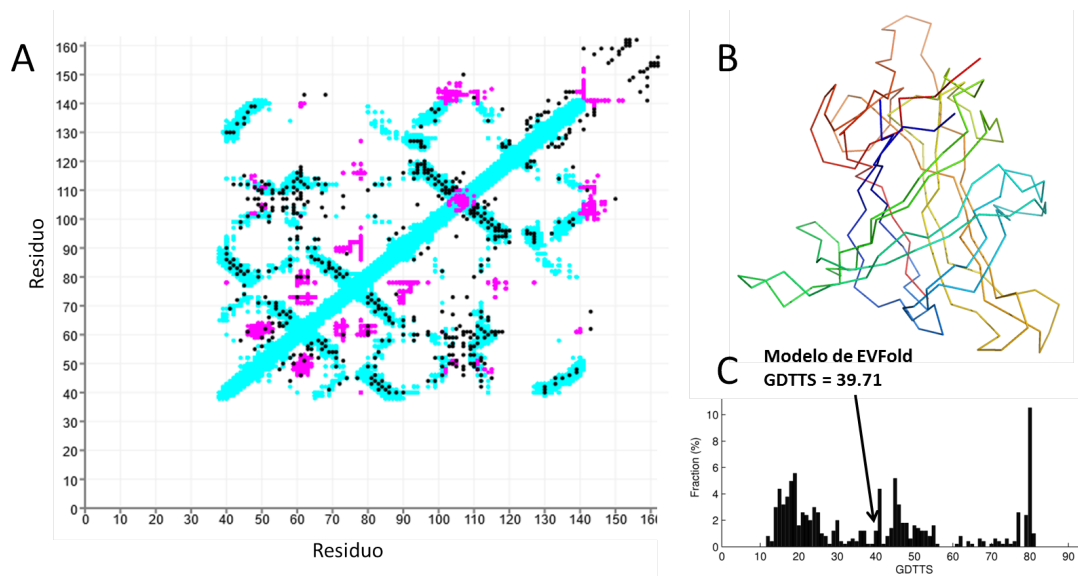 A
160
150
140
130
120
110
100
90
80
70
60
50
40
30
20
10
0
Residuo
0 10 20 30 40 50 60 70 80 90 100 110 120 130 140 150 160
Residuo
B
C
Modelo de EVFold
GDTTS = 39.71
Fraction (%)
10
8
6
4
2
0
0 10 20 30 40 50 60 70 80 90
GDTTS